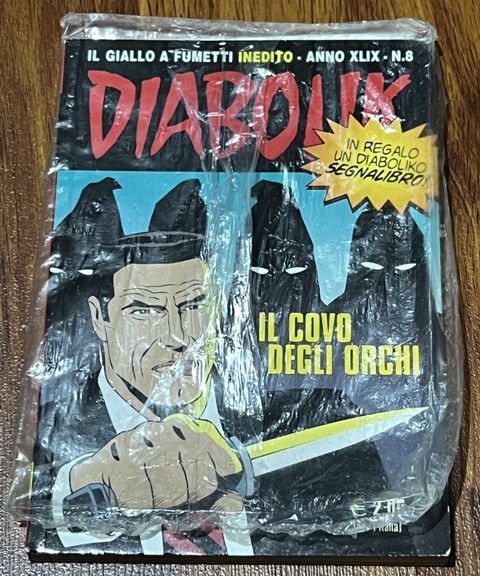 IL GIALLO A FUMETTI INEDITO - ANNO XLIX - N.8
DIABOLIK
IN REGALO
UN DIABOLIKO
SEGNALIBRO!
IL COVO
DEGLI ORCHI